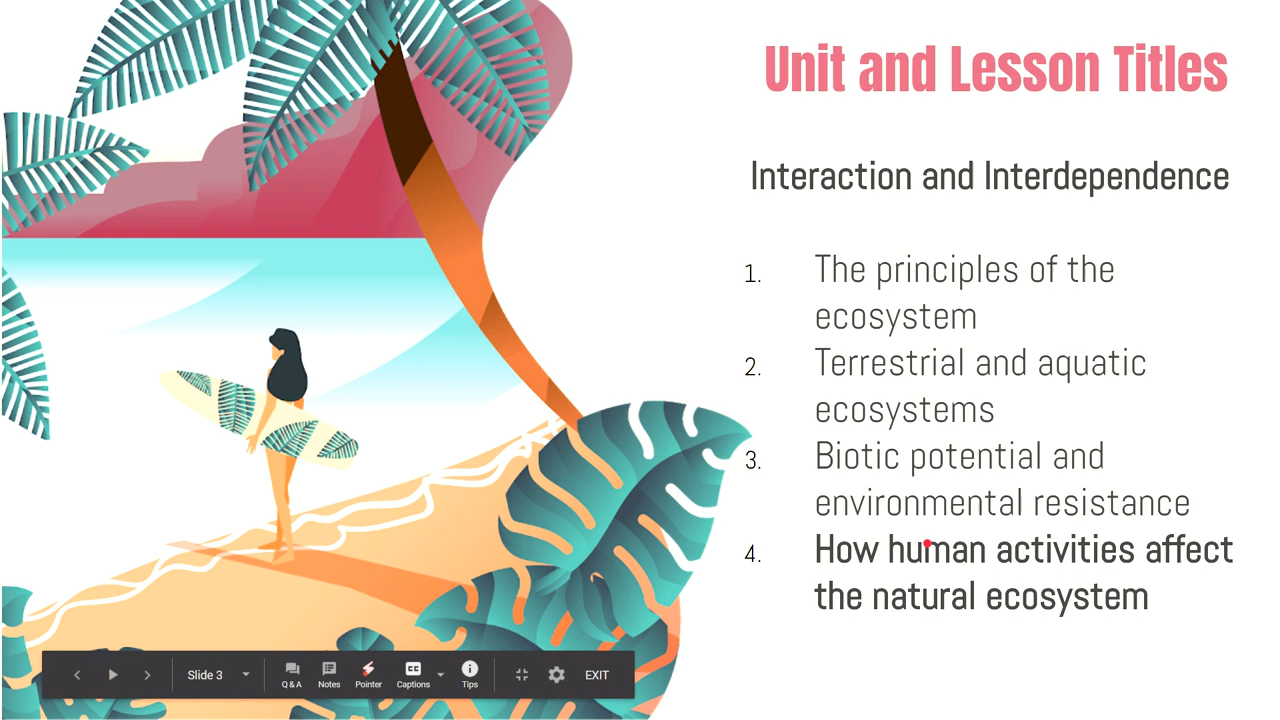 Unit and Lesson Titles
Interaction and Interdependence
1. The principles of the
ecosystem
2. Terrestrial and aquatic
ecosystems
3. Biotic potential and
environmental resistance
4. How human activities affect
the natural ecosystem
Slide 3
Q & A
Notes
Pointer
CC
Captions
Tips
EXIT